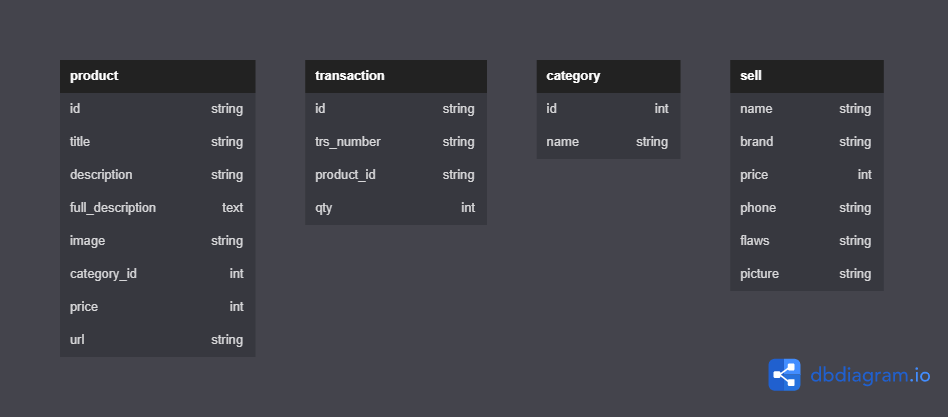 product
id string
title string
description string
full_description text
image string
category_id int
price int
url string
transaction
id string
trs_number string
product_id string
qty int
category
id int
name string
sell
name string
brand string
price int
phone string
flaws string
picture string
dbdiagram.io